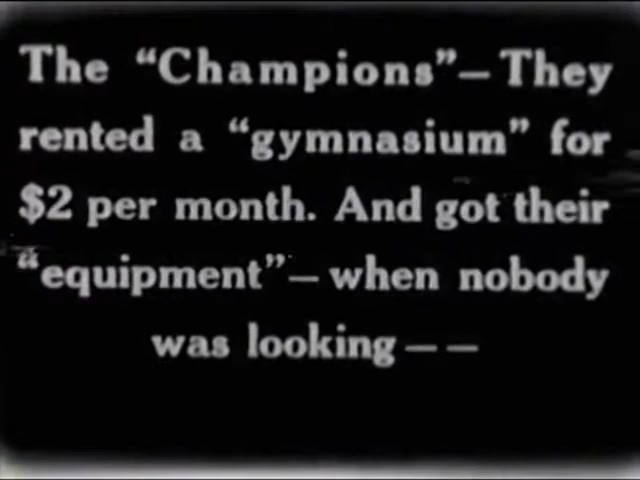 The “Champions”— They
rented a “gymnasium” for
$2 per month. And got their
“equipment”— when nobody
was looking — —